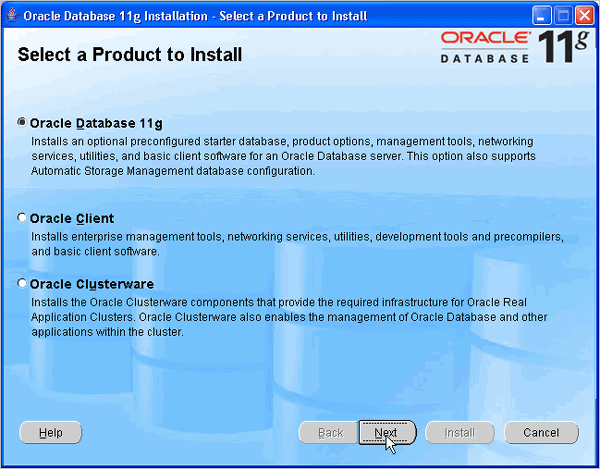 Oracle Database 11g Installation - Select a Product to Install
Select a Product to Install
ORACLE
DATABASE
11g
Oracle Database 11g
Installs an optional preconfigured starter database, product options, management tools, networking
services, utilities, and basic client software for an Oracle Database server. This option also supports
Automatic Storage Management database configuration.
Oracle Client
Installs enterprise management tools, networking services, utilities, development tools and precompilers,
and basic client software.
Oracle Clusterware
Installs the Oracle Clusterware components that provide the required infrastructure for Oracle Real
Application Clusters. Oracle Clusterware also enables the management of Oracle Database and other
applications within the cluster.
Help
Back
Next
Install
Cancel